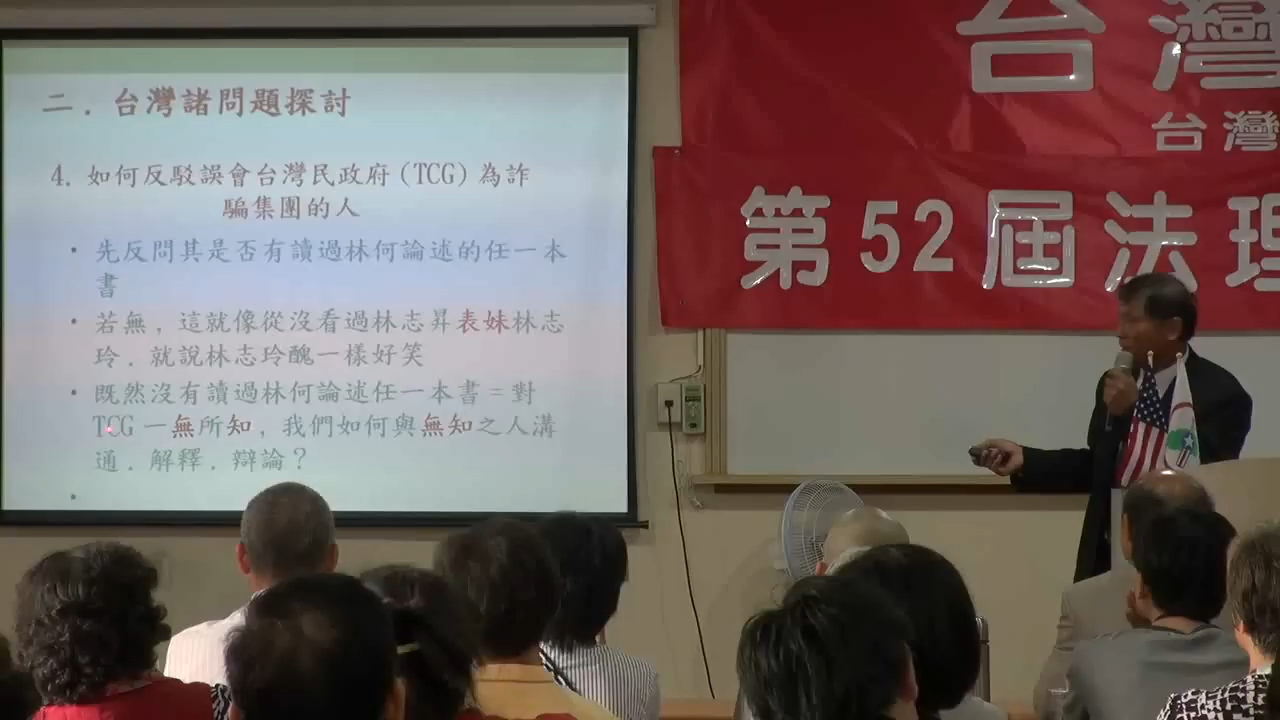 二．台灣諸問題探討
4. 如何反駁誤會台灣民政府(TCG)為詐
騙集團的人
• 先反問其是否有讀過林何論述的任一本
書
• 若無，這就像從沒看過林志昇表妹林志
玲，就說林志玲醜一樣好笑
• 既然沒有讀過林何論述任一本書＝對
TCG 一無所知，我們如何與無知之人溝
通．解釋．辯論？
台灣
台灣
第52屆法理